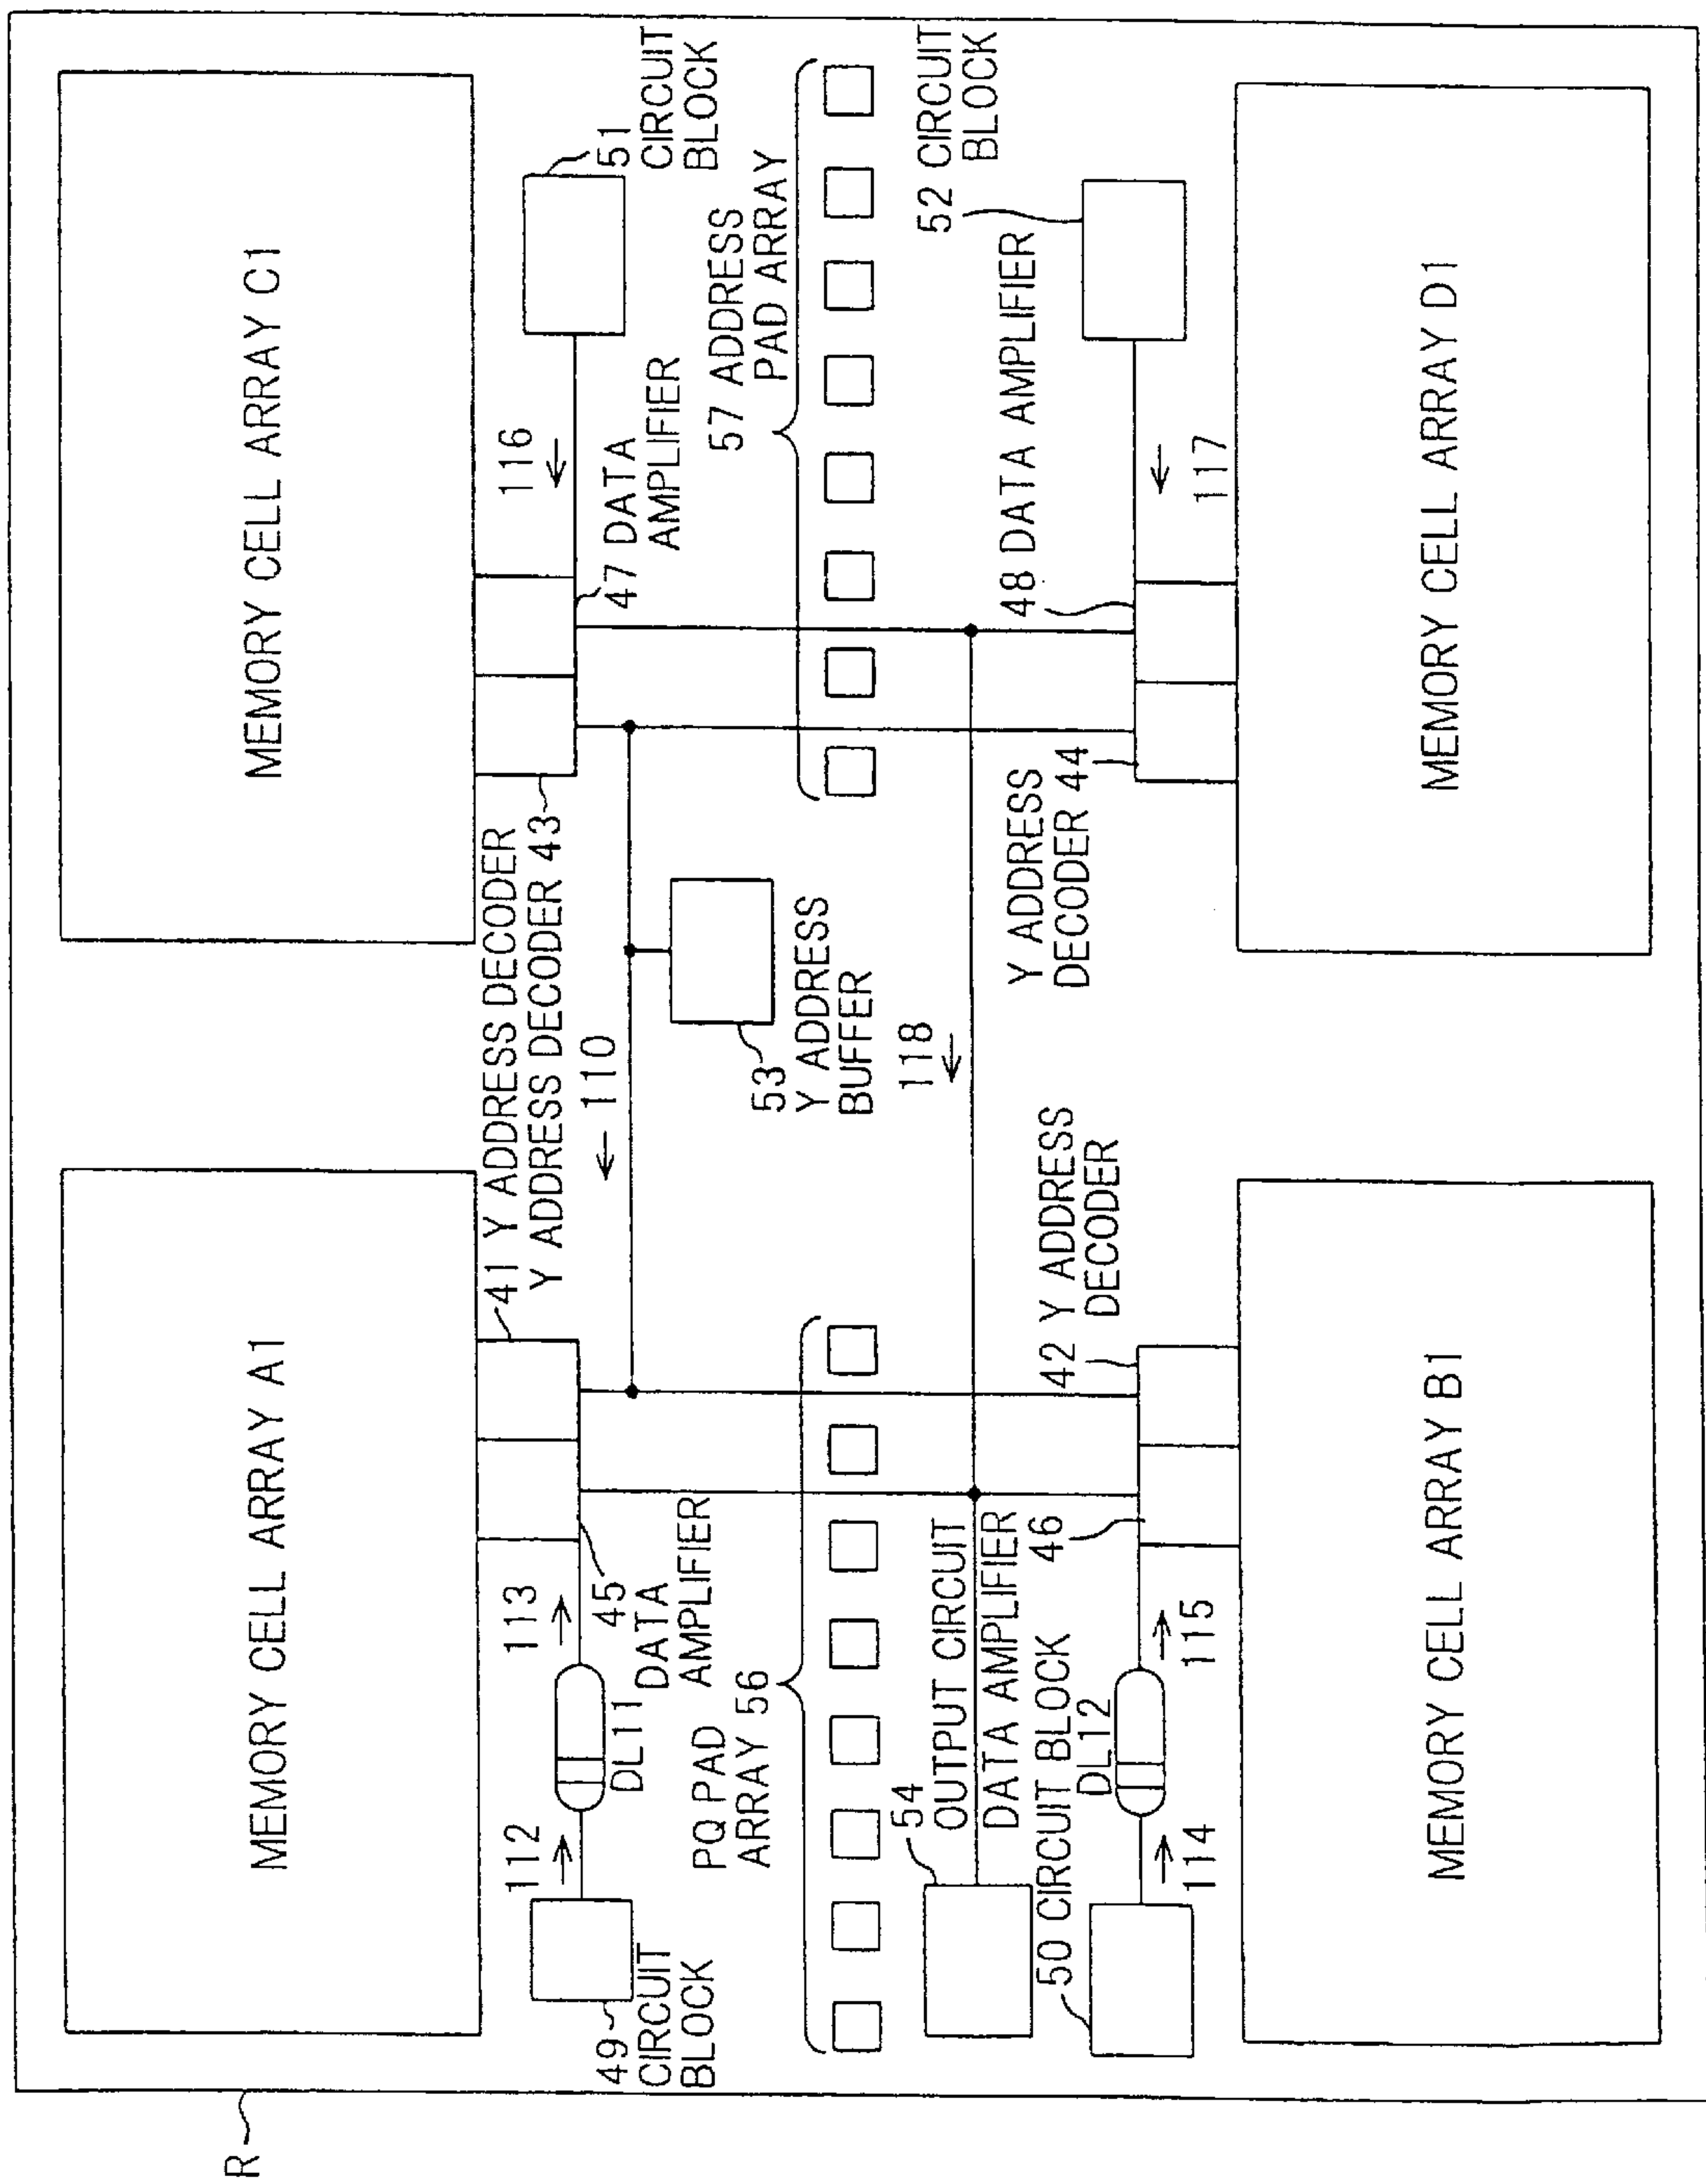 R
MEMORY CELL ARRAY A1
MEMORY CELL ARRAY C1
41 Y ADDRESS DECODER
Y ADDRESS DECODER 43
112
113
← 110
116
51
CIRCUIT
BLOCK
49
CIRCUIT
BLOCK
DL11
45
DATA
AMPLIFIER
47 DATA
AMPLIFIER
PQ PAD
ARRAY 56
53
Y ADDRESS
BUFFER
57 ADDRESS
PAD ARRAY
54
OUTPUT CIRCUIT
DATA AMPLIFIER
46
118
52 CIRCUIT
BLOCK
50 CIRCUIT BLOCK
DL12
42 Y ADDRESS
DECODER
Y ADDRESS
DECODER 44
48 DATA AMPLIFIER
114
115
117
MEMORY CELL ARRAY B1
MEMORY CELL ARRAY D1